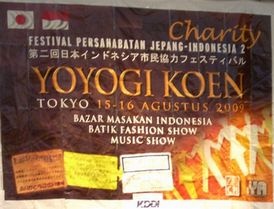 Charity
FESTIVAL PERSAHABATAN JEPANG-INDONESIA 2
第二回日本インドネシア市民協力フェスティバル
YOYOGI KOEN
TOKYO 15-16 AGUSTUS 2009
BAZAR MASAKAN INDONESIA
BATIK FASHION SHOW
MUSIC SHOW